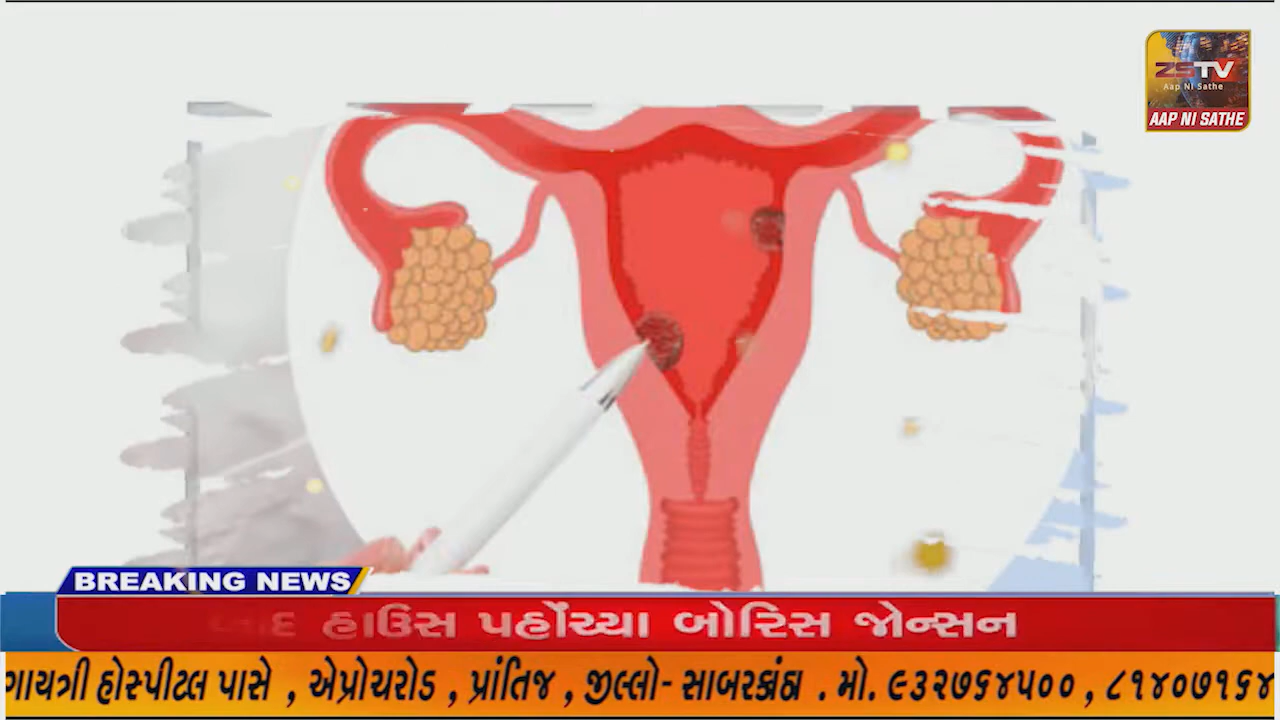 ZSTV
Aap Ni Sathe
AAP NI SATHE
BREAKING NEWS
હાઉસ પહોંચ્યા બોરિસ જોન્સન
ગાયત્રી હોસ્પીટલ પાસે , એપ્રોચરોડ , પ્રાંતિજ , જીલ્લો- સાબરકાંઠા . મો. ૯૩૨૭૬૪૫૦૦ , ૮૧૪૦૭૧૬૪